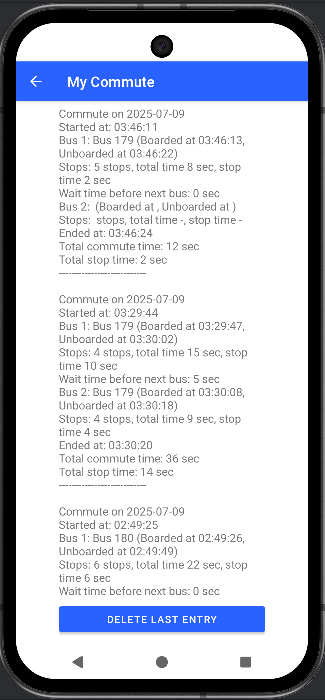 My Commute
Commute on 2025-07-09
Started at: 03:46:11
Bus 1: Bus 179 (Boarded at 03:46:13,
Unboarded at 03:46:22)
Stops: 5 stops, total time 8 sec, stop
time 2 sec
Wait time before next bus: 0 sec
Bus 2:  (Boarded at , Unboarded at )
Stops:  stops, total time -, stop time -
Ended at: 03:46:24
Total commute time: 12 sec
Total stop time: 2 sec
----------------------------
Commute on 2025-07-09
Started at: 03:29:44
Bus 1: Bus 179 (Boarded at 03:29:47,
Unboarded at 03:30:02)
Stops: 4 stops, total time 15 sec, stop
time 10 sec
Wait time before next bus: 5 sec
Bus 2: Bus 179 (Boarded at 03:30:08,
Unboarded at 03:30:18)
Stops: 4 stops, total time 9 sec, stop
time 4 sec
Ended at: 03:30:20
Total commute time: 36 sec
Total stop time: 14 sec
----------------------------
Commute on 2025-07-09
Started at: 02:49:25
Bus 1: Bus 180 (Boarded at 02:49:26,
Unboarded at 02:49:49)
Stops: 6 stops, total time 22 sec, stop
time 6 sec
Wait time before next bus: 0 sec
DELETE LAST ENTRY